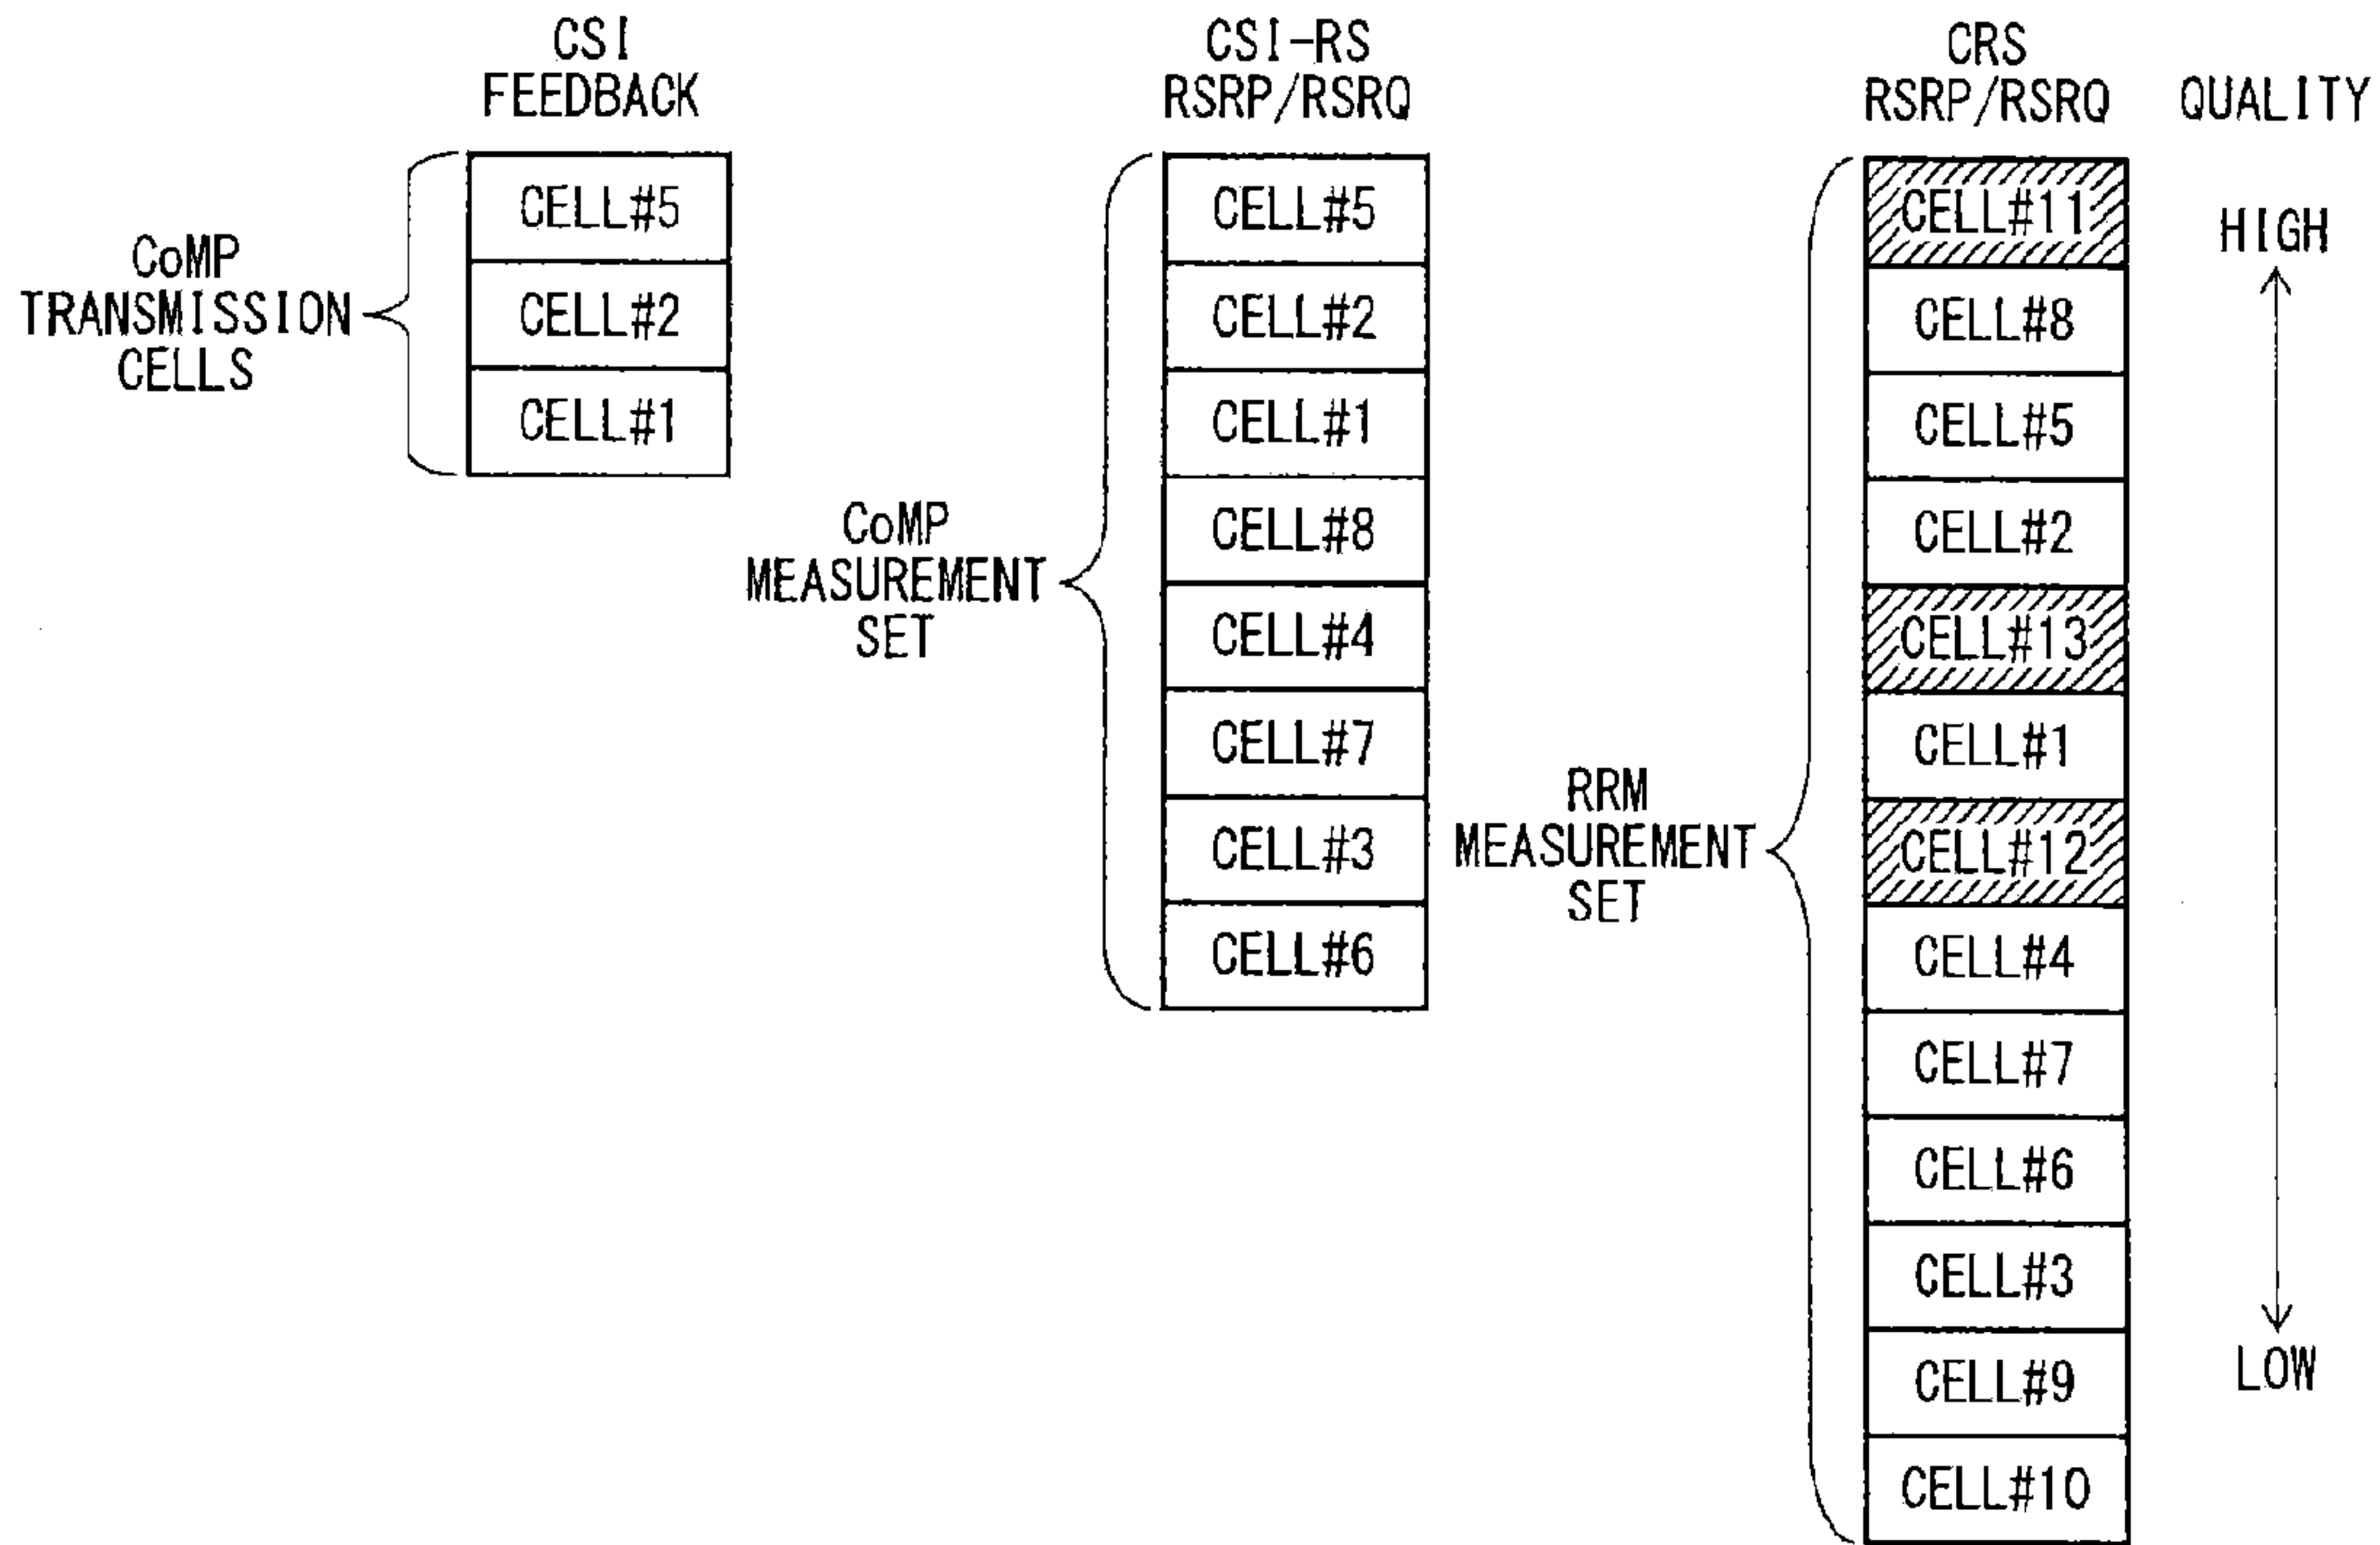 CSI
FEEDBACK
CoMP
TRANSMISSION
CELLS
CELL#5
CELL#2
CELL#1
CSI-RS
RSRP/RSRQ
CoMP
MEASUREMENT
SET
CELL#5
CELL#2
CELL#1
CELL#8
CELL#4
CELL#7
CELL#3
CELL#6
CRS
RSRP/RSRQ
RRM
MEASUREMENT
SET
CELL#11
CELL#8
CELL#5
CELL#2
CELL#13
CELL#1
CELL#12
CELL#4
CELL#7
CELL#6
CELL#3
CELL#9
CELL#10
QUALITY
HIGH
LOW